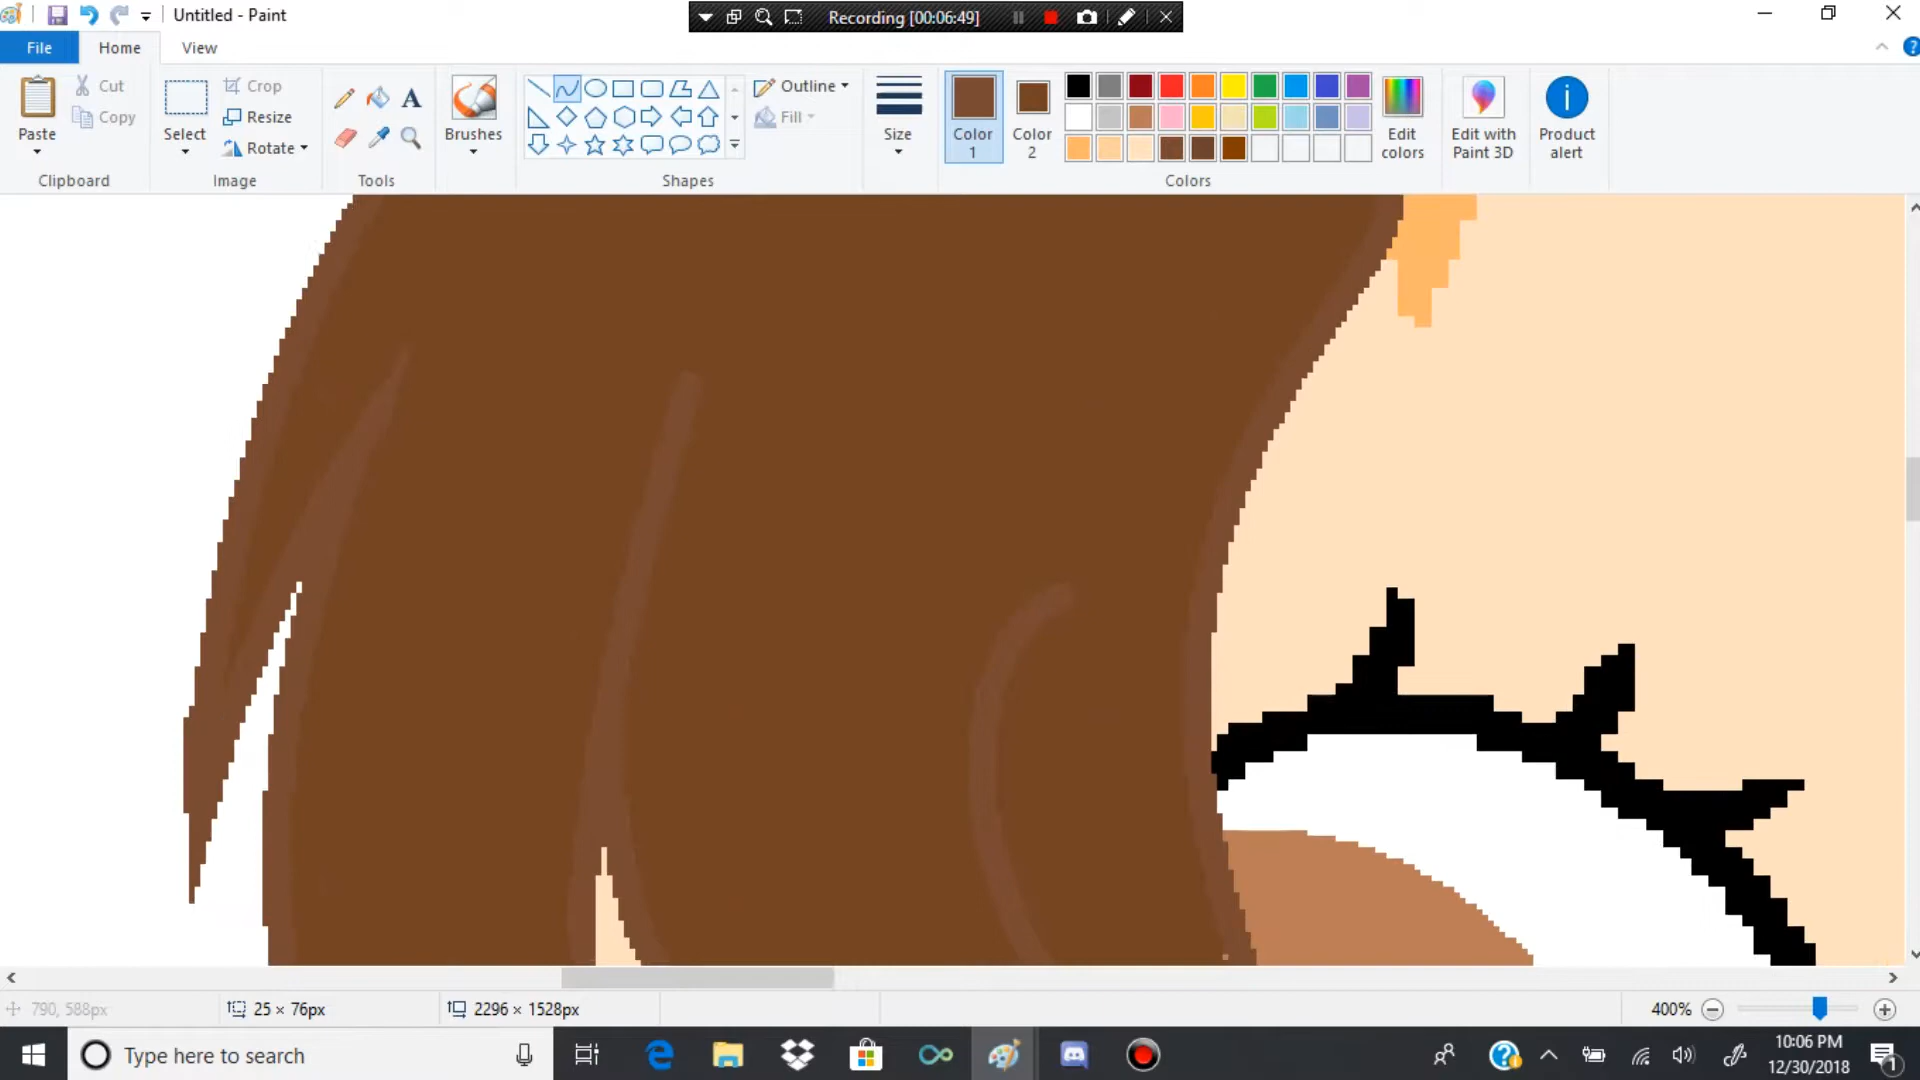 Untitled - Paint
Recording [00:06:49]
File
Home
View
Paste
Cut
Copy
Clipboard
Select
Crop
Resize
Rotate
Image
A
Tools
Brushes
Outline
Fill
Shapes
Size
Color 1
Color 2
Colors
Edit colors
Edit with Paint 3D
Product alert
790, 588px
25 × 76px
2296 × 1528px
400%
Type here to search
10:06 PM
12/30/2018
1